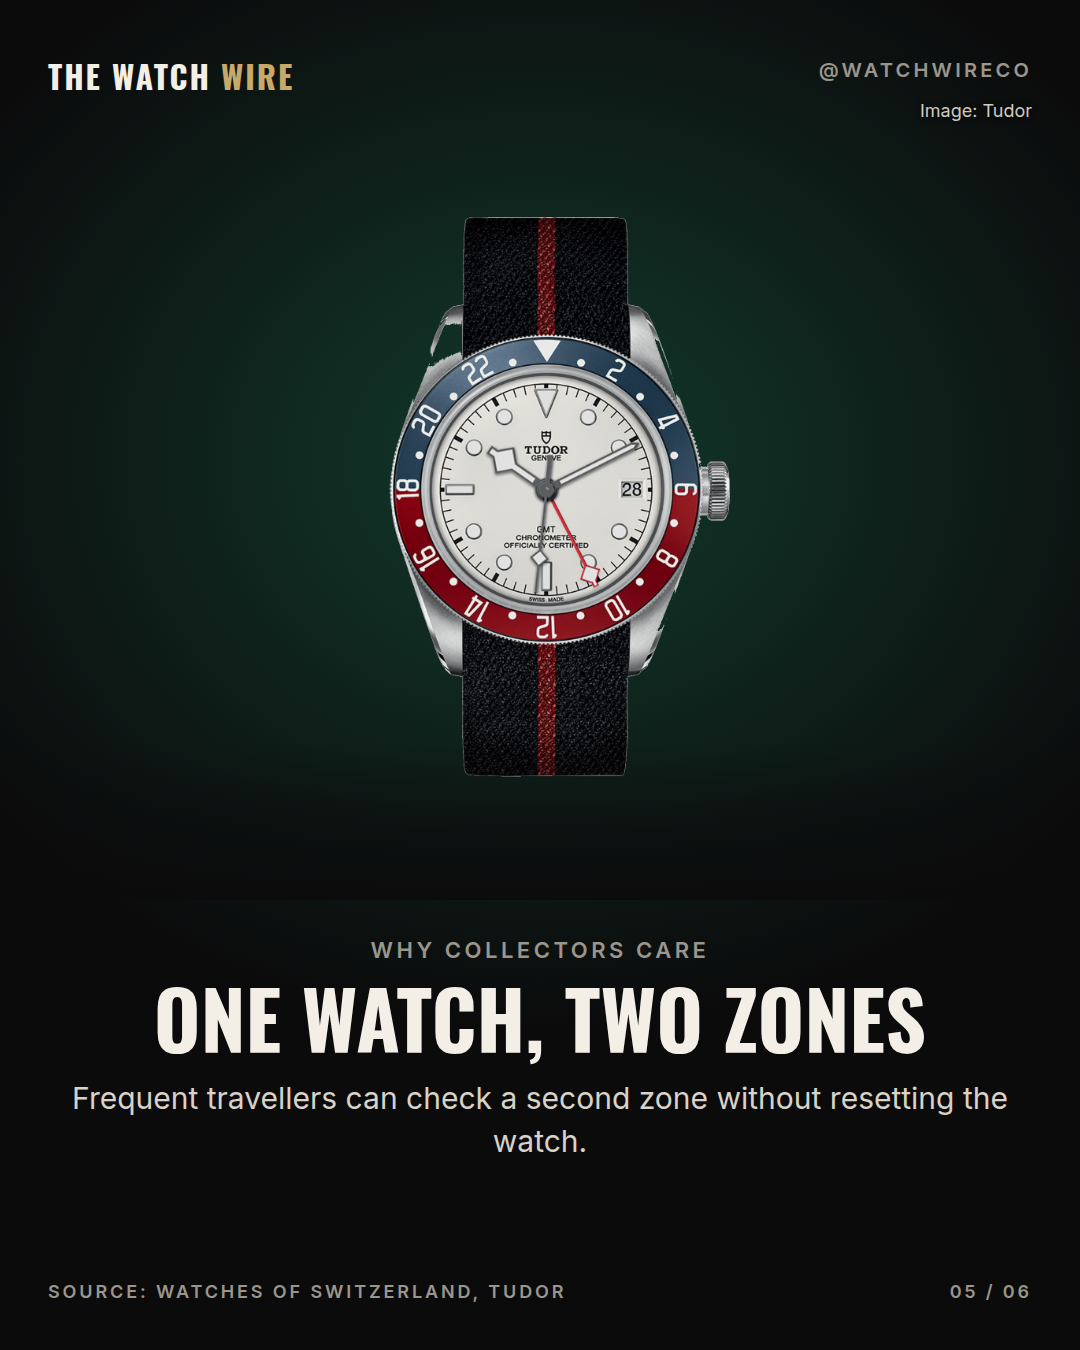 THE WATCH WIRE
@WATCHWIRECO
Image: Tudor
22
2
20
4
TUDOR
GENEVE
18
28
6
GMT
CHRONOMETER
OFFICIALLY CERTIFIED
16
8
SWISS MADE
14
10
12
WHY COLLECTORS CARE
ONE WATCH, TWO ZONES
Frequent travellers can check a second zone without resetting the
watch.
SOURCE: WATCHES OF SWITZERLAND, TUDOR
05 / 06